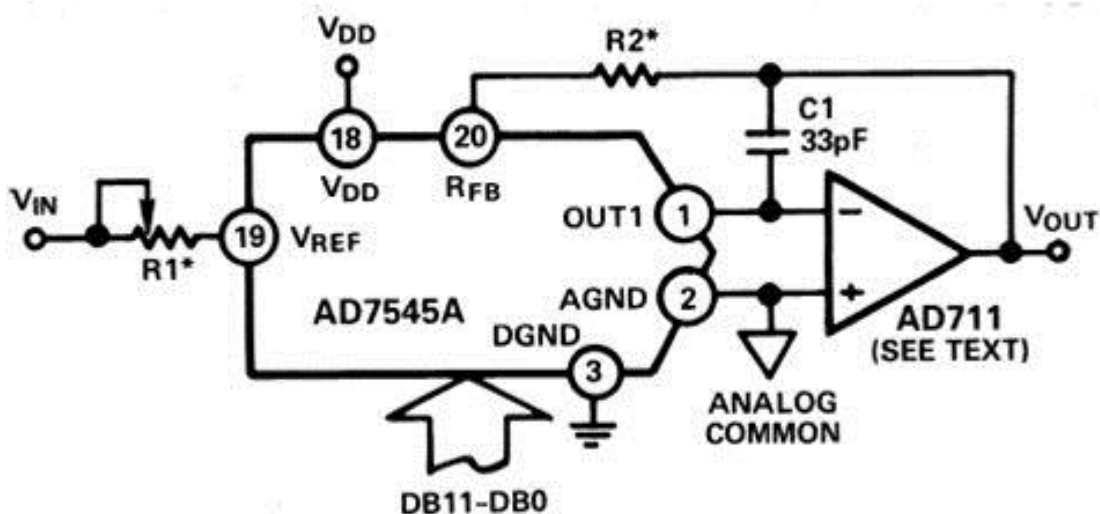 VDD
R2*
C1
33pF
18
20
VDD
RFB
VIN
R1*
19
VREF
OUT1
1
−
VOUT
AD7545A
AGND
2
+
AD711
(SEE TEXT)
DGND
3
ANALOG
COMMON
DB11–DB0